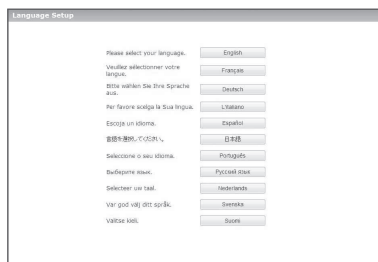 Language Setup
Please select your language. English
Veuillez sélectionner votre
langue. Français
Bitte wählen Sie Ihre Sprache
aus. Deutsch
Per favore scelga la Sua lingua. L'italiano
Escoja un idioma. Español
言語を選択してください。 日本語
Seleccione o seu idioma. Português
Выберите язык. Русский язык
Selecteer uw taal. Nederlands
Var god välj ditt språk. Svenska
Valitse kieli. Suomi